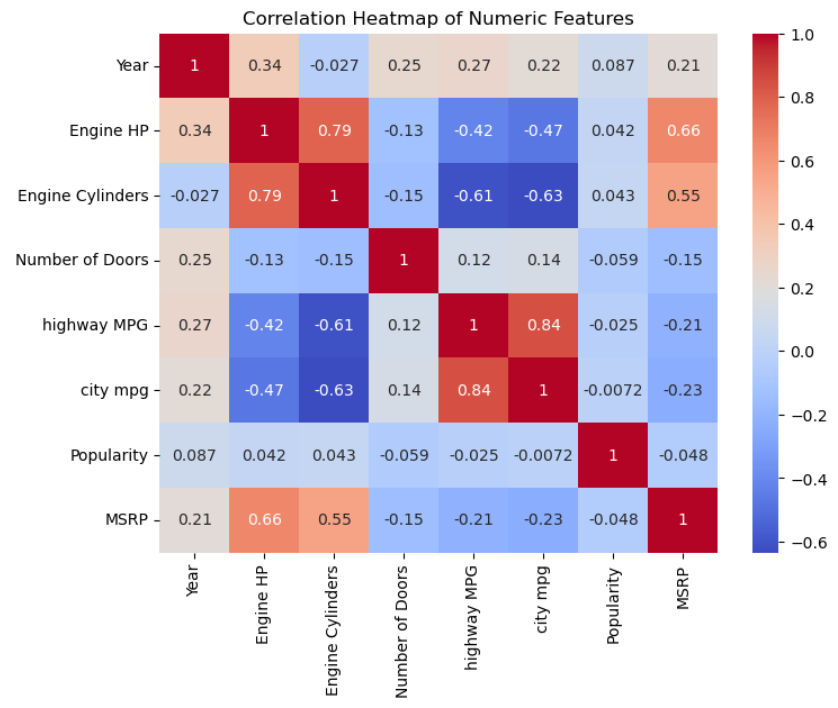 Correlation Heatmap of Numeric Features
Year 1 0.34 -0.027 0.25 0.27 0.22 0.087 0.21
Engine HP 0.34 1 0.79 -0.13 -0.42 -0.47 0.042 0.66
Engine Cylinders -0.027 0.79 1 -0.15 -0.61 -0.63 0.043 0.55
Number of Doors 0.25 -0.13 -0.15 1 0.12 0.14 -0.059 -0.15
highway MPG 0.27 -0.42 -0.61 0.12 1 0.84 -0.025 -0.21
city mpg 0.22 -0.47 -0.63 0.14 0.84 1 -0.0072 -0.23
Popularity 0.087 0.042 0.043 -0.059 -0.025 -0.0072 1 -0.048
MSRP 0.21 0.66 0.55 -0.15 -0.21 -0.23 -0.048 1
Year
Engine HP
Engine Cylinders
Number of Doors
highway MPG
city mpg
Popularity
MSRP
1.0
0.8
0.6
0.4
0.2
0.0
−0.2
−0.4
−0.6